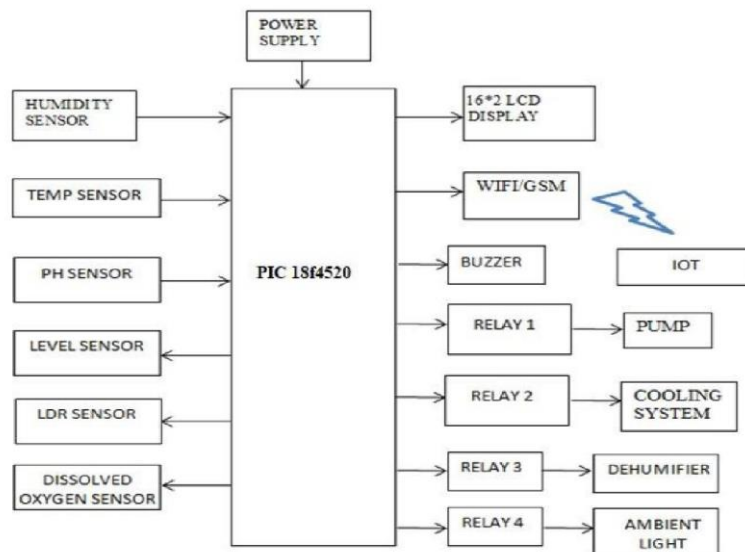 POWER
SUPPLY
HUMIDITY
SENSOR
TEMP SENSOR
PH SENSOR
LEVEL SENSOR
LDR SENSOR
DISSOLVED
OXYGEN SENSOR
PIC 18f4520
16*2 LCD
DISPLAY
WIFI/GSM
IOT
BUZZER
RELAY 1
PUMP
RELAY 2
COOLING
SYSTEM
RELAY 3
DEHUMIFIER
RELAY 4
AMBIENT
LIGHT